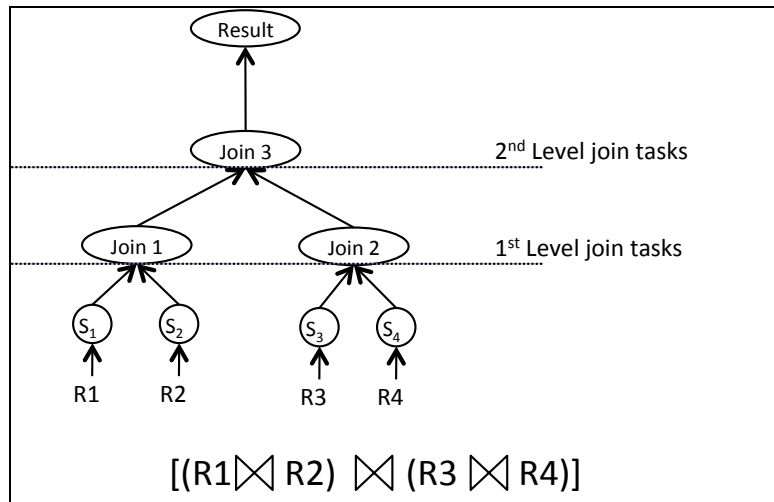 Result
Join 3
2nd Level join tasks
Join 1
Join 2
1st Level join tasks
S1
S2
S3
S4
R1
R2
R3
R4
[(R1⋈ R2) ⋈ (R3 ⋈ R4)]